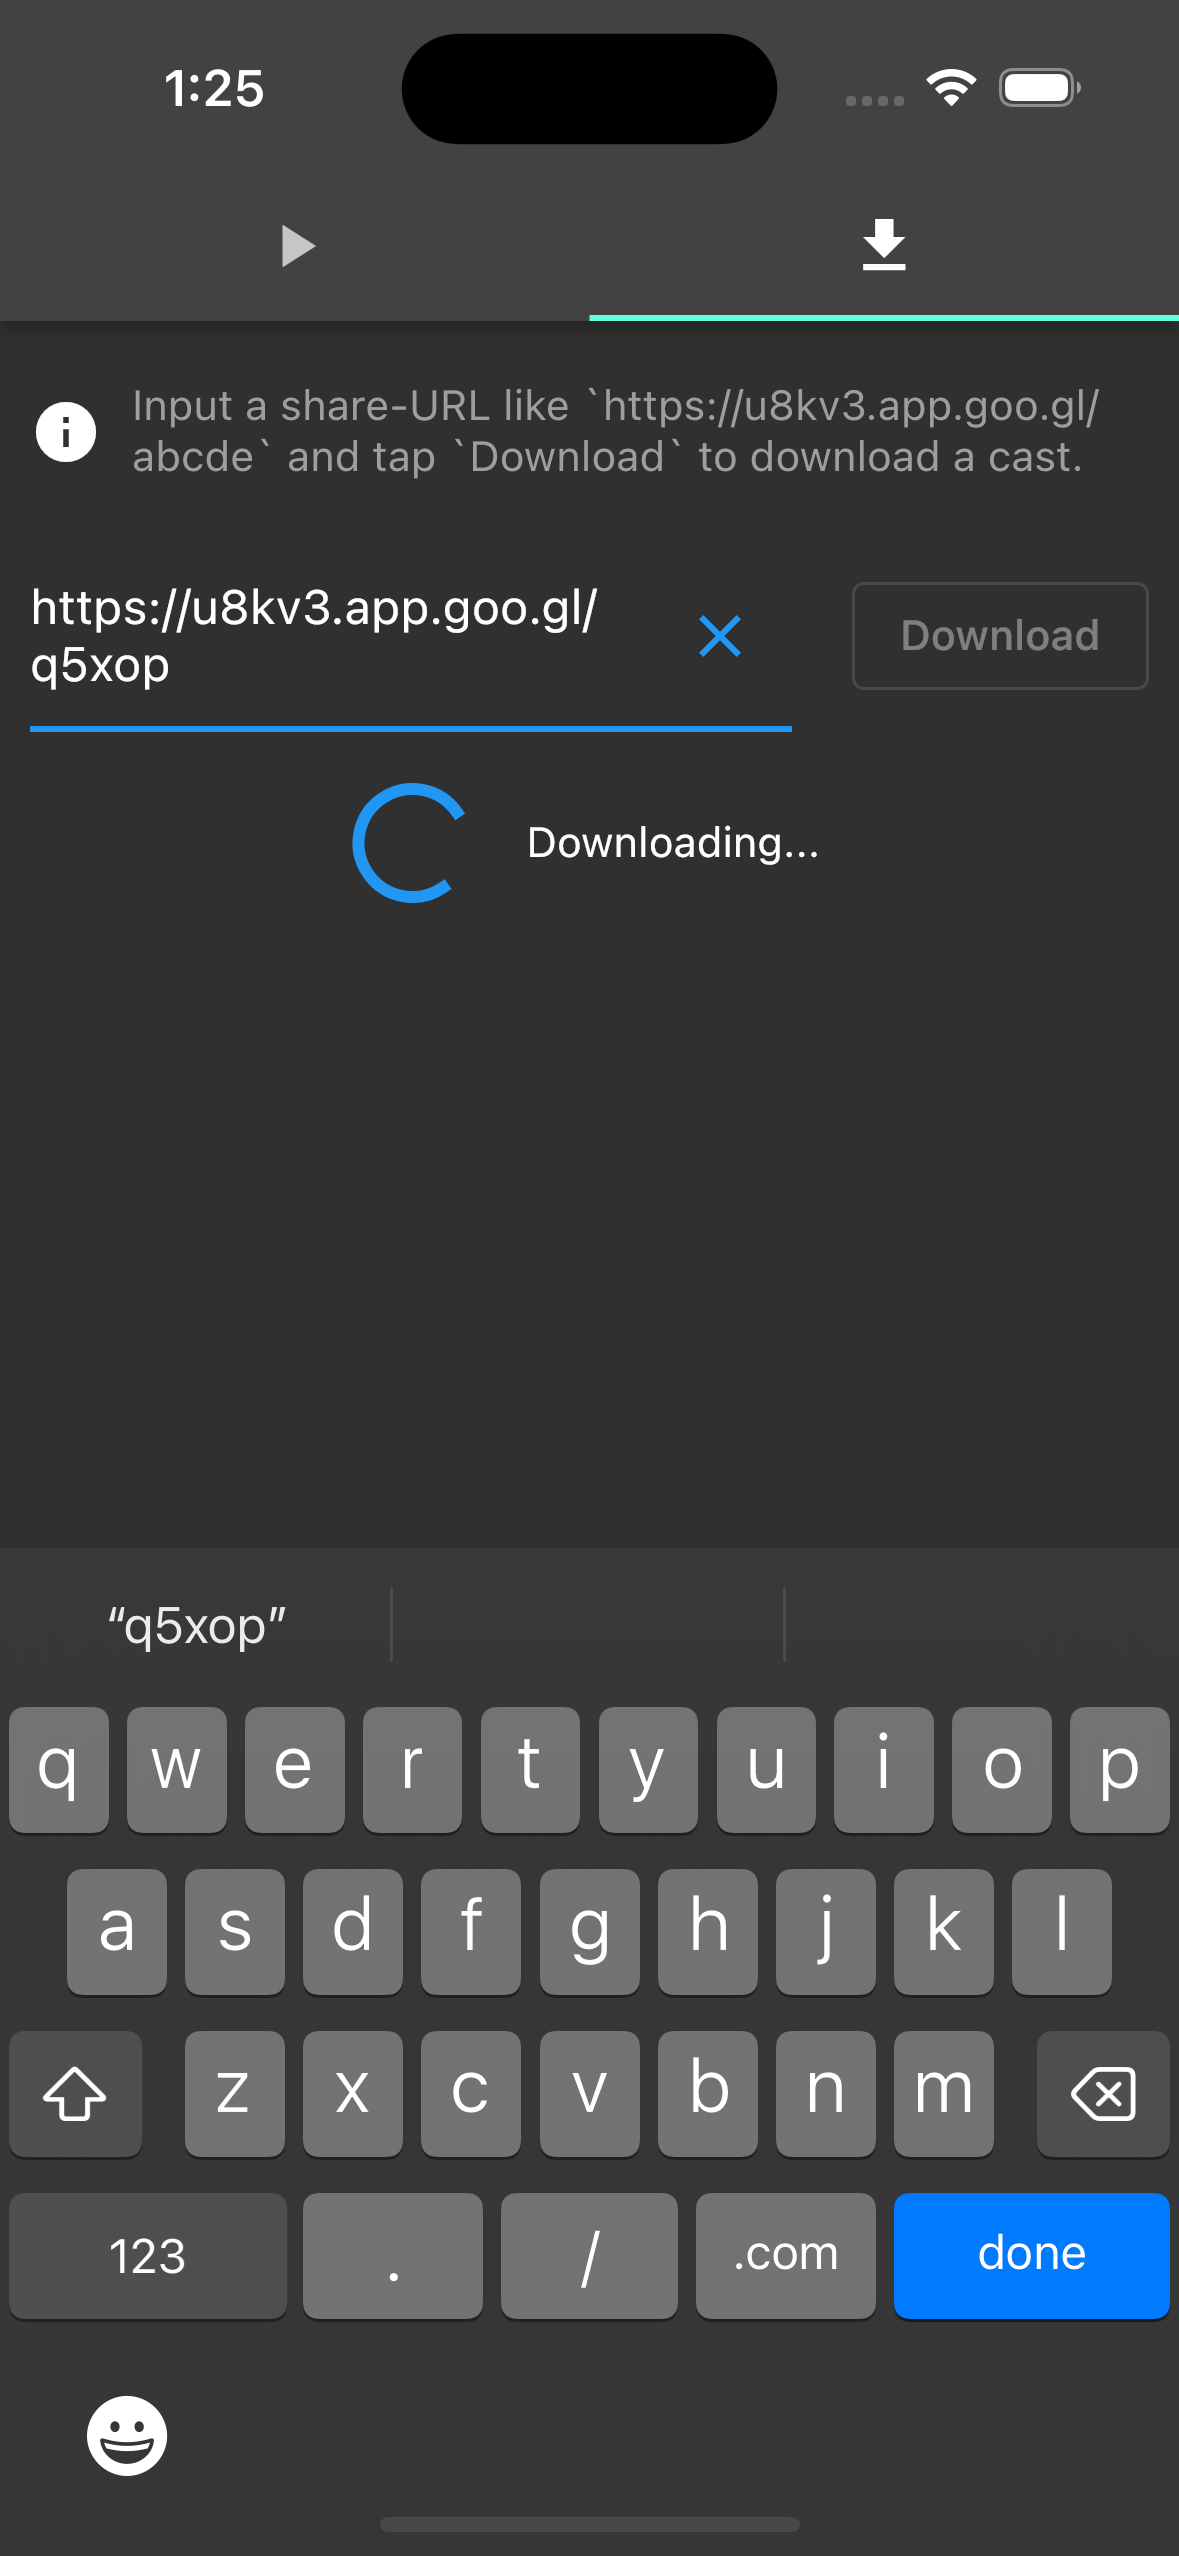 1:25
Input a share-URL like `https://u8kv3.app.goo.gl/
abcde` and tap `Download` to download a cast.
https://u8kv3.app.goo.gl/
q5xop
Download
Downloading...
“q5xop”
q w e r t y u i o p
a s d f g h j k l
z x c v b n m
123 . / .com done